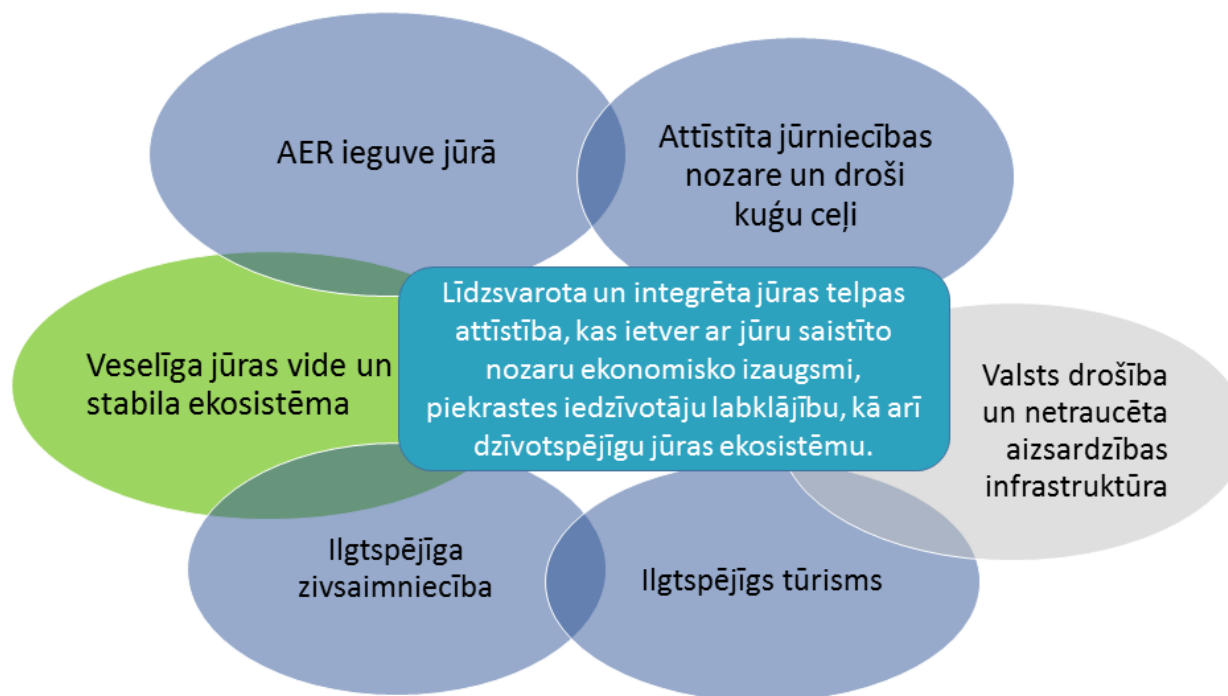 AER ieguve jūrā
Attīstīta jūrniecības
nozare un droši
kuģu ceļi
Līdzsvarota un integrēta jūras telpas
attīstība, kas ietver ar jūru saistīto
nozaru ekonomisko izaugsmi,
piekrastes iedzīvotāju labklājību, kā arī
dzīvotspējīgu jūras ekosistēmu.
Veselīga jūras vide un
stabila ekosistēma
Valsts drošība
un netraucēta
aizsardzības
infrastruktūra
Ilgtspējīga
zivsaimniecība
Ilgtspējīgs tūrisms